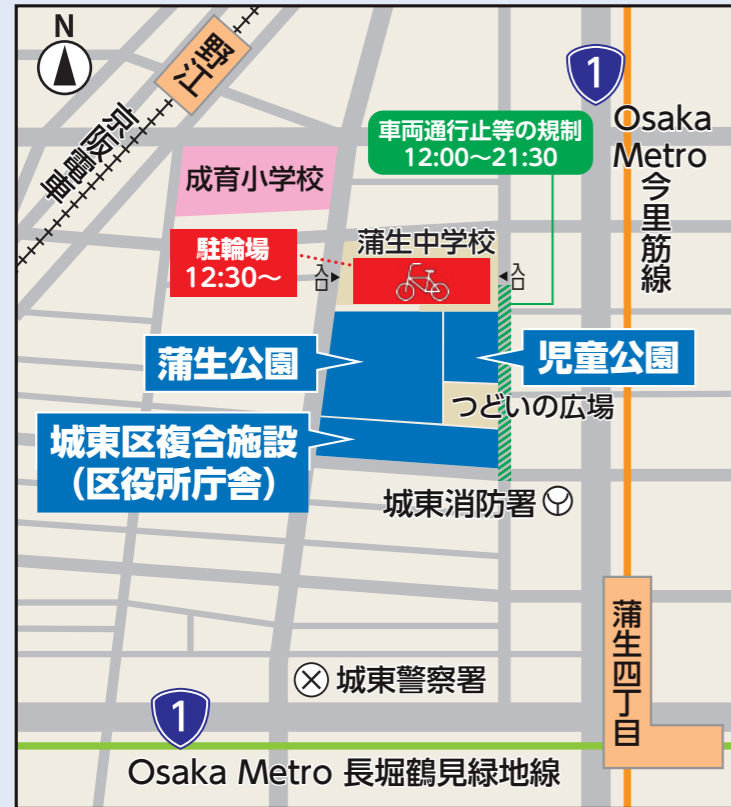 N
野江
京阪電車
1
Osaka
Metro
今里筋線
車両通行止等の規制
12:00〜21:30
成育小学校
蒲生中学校
駐輪場
12:30〜
入口
入口
蒲生公園
児童公園
つどいの広場
城東区複合施設
（区役所庁舎）
城東消防署
蒲生四丁目
城東警察署
1
Osaka Metro 長堀鶴見緑地線